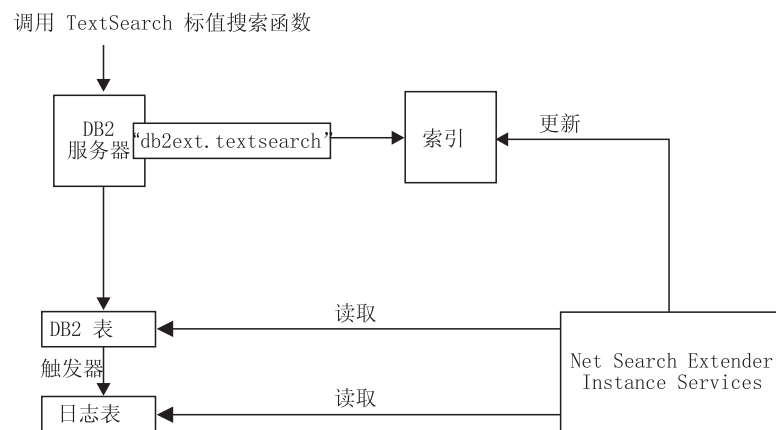 调用 TextSearch 标值搜索函数
DB2
服务器
“db2ext.textsearch”
索引
更新
DB2 表
读取
触发器
Net Search Extender
Instance Services
日志表
读取